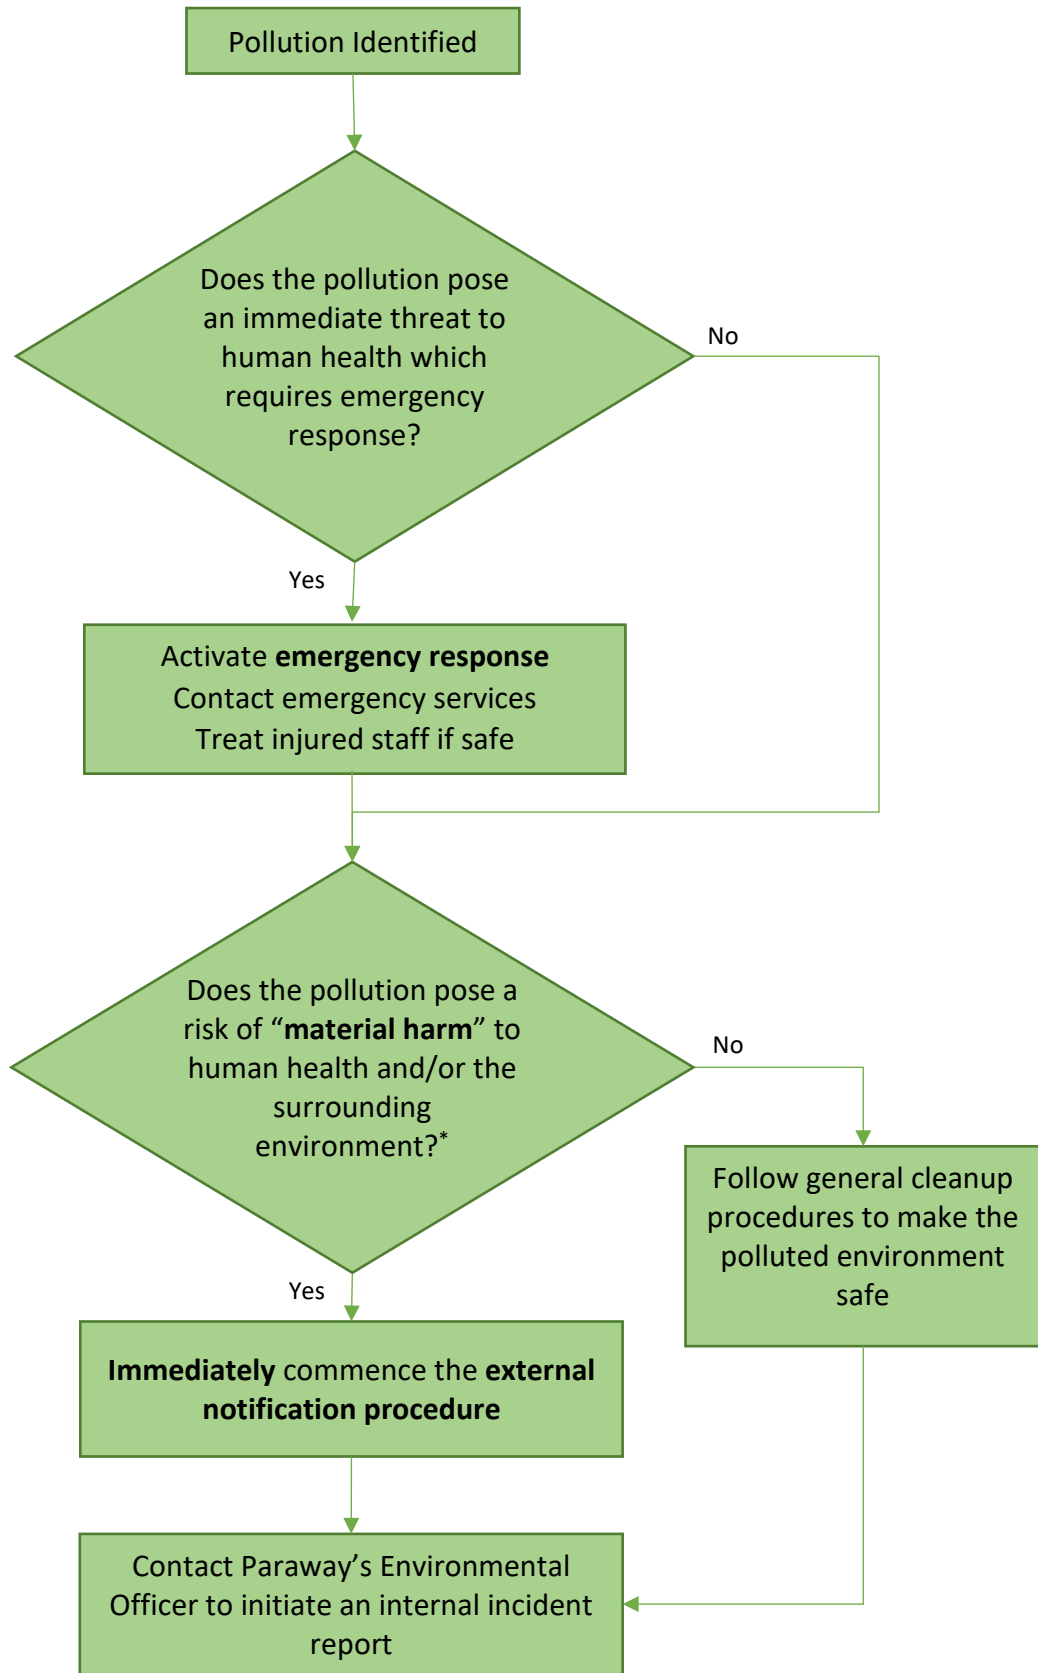 Pollution Identified
Does the pollution pose
an immediate threat to
human health which
requires emergency
response?
No
Yes
Activate emergency response
Contact emergency services
Treat injured staff if safe
Does the pollution pose a
risk of “material harm” to
human health and/or the
surrounding
environment?*
No
Follow general cleanup
procedures to make the
polluted environment
safe
Yes
Immediately commence the external
notification procedure
Contact Paraway’s Environmental
Officer to initiate an internal incident
report